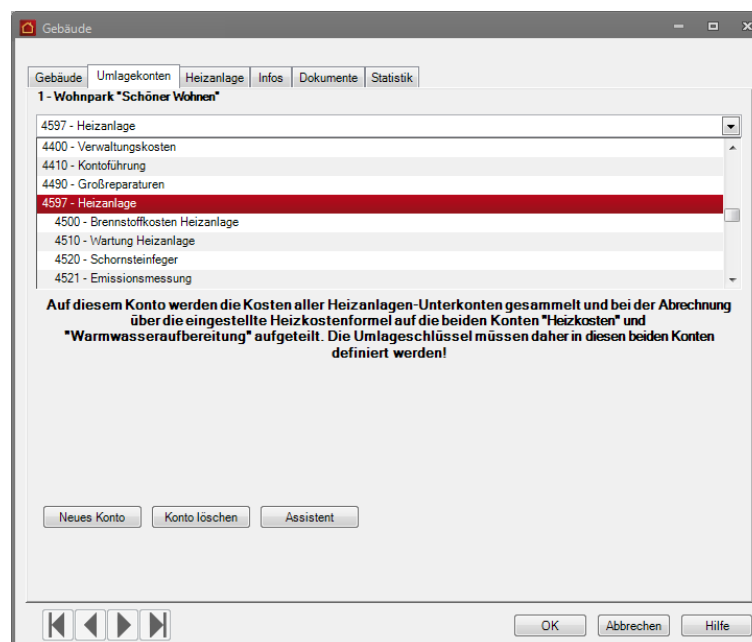 Gebäude
Gebäude Umlagekonten Heizanlage Infos Dokumente Statistik
1 - Wohnpark "Schöner Wohnen"
4597 - Heizanlage
4400 - Verwaltungskosten
4410 - Kontoführung
4490 - Großreparaturen
4597 - Heizanlage
4500 - Brennstoffkosten Heizanlage
4510 - Wartung Heizanlage
4520 - Schornsteinfeger
4521 - Emissionsmessung
Auf diesem Konto werden die Kosten aller Heizanlagen-Unterkonten gesammelt und bei der Abrechnung
über die eingestellte Heizkostenformel auf die beiden Konten "Heizkosten" und
"Warmwasseraufbereitung" aufgeteilt. Die Umlageschlüssel müssen daher in diesen beiden Konten
definiert werden!
Neues Konto Konto löschen Assistent
OK Abbrechen Hilfe